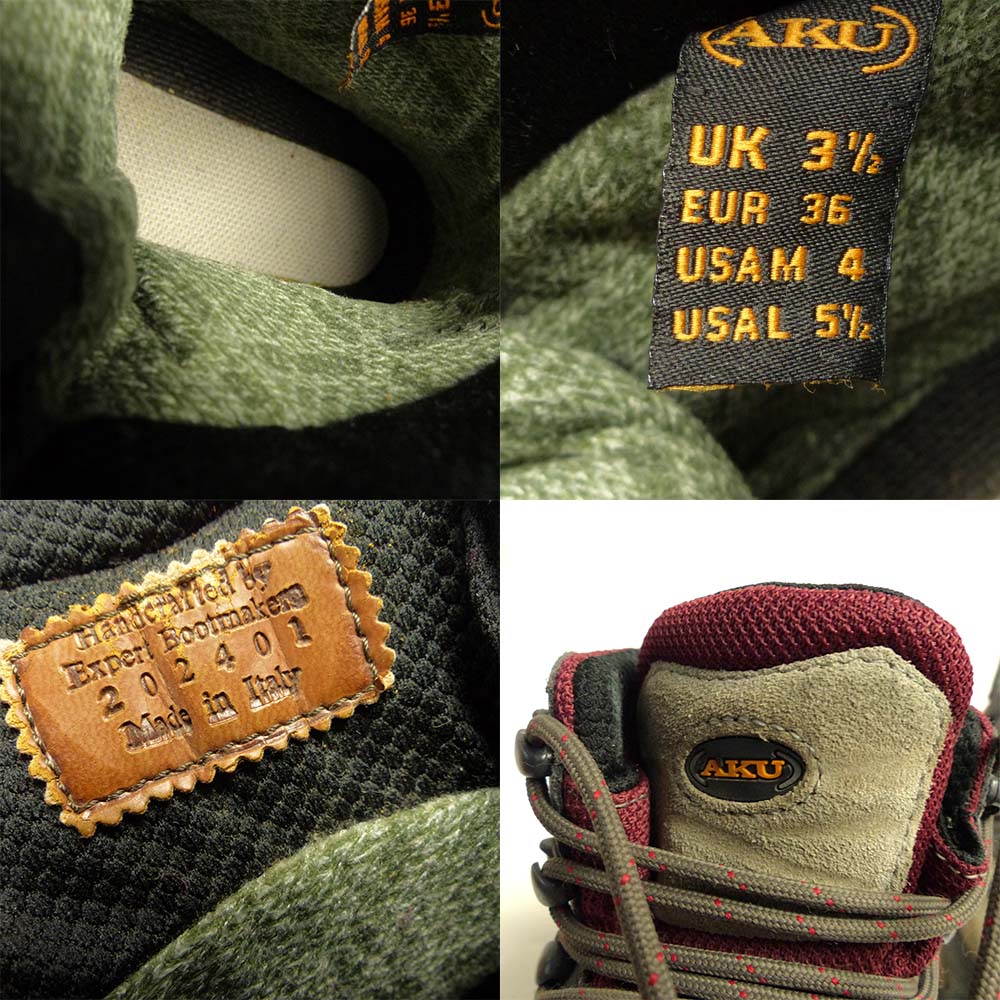 36
(AKU)
UK 3½
EUR 36
USAM 4
USAL 5½
Handcrafted by
Expert Bootmakers
202401
Made in Italy
AKU